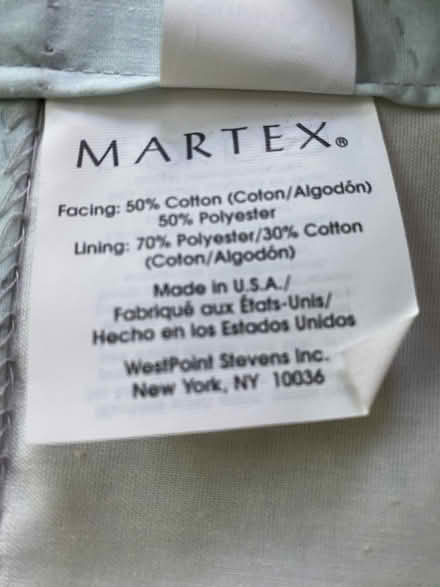 MARTEX®
Facing: 50% Cotton (Coton/Algodón)
50% Polyester
Lining: 70% Polyester/30% Cotton
(Coton/Algodón)
Made in U.S.A./
Fabriqué aux États-Unis/
Hecho en los Estados Unidos
WestPoint Stevens Inc.
New York, NY 10036